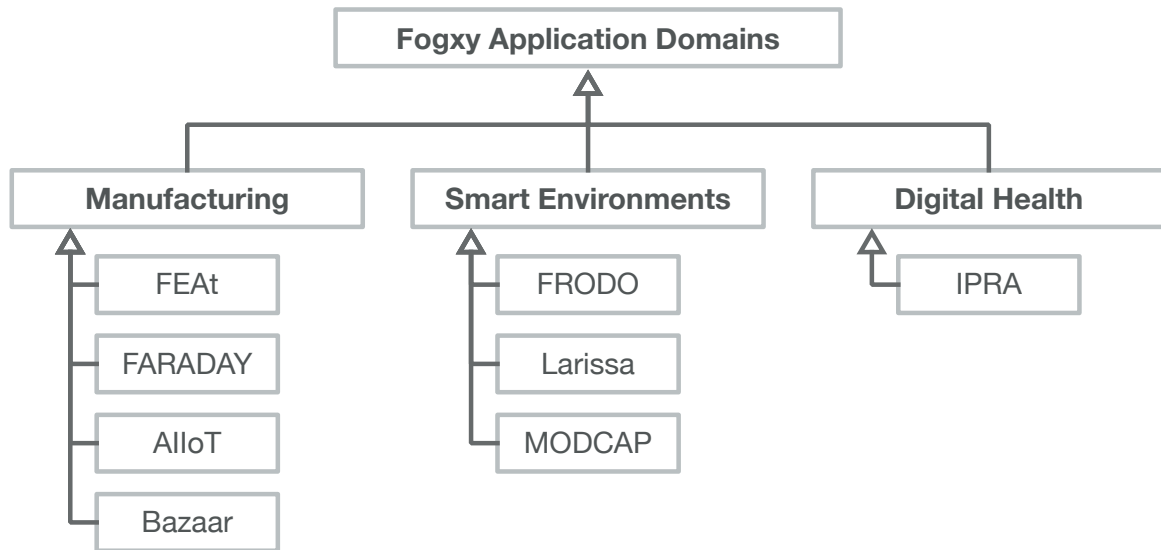 Fogxy Application Domains
Manufacturing
Smart Environments
Digital Health
FEAt
FRODO
IPRA
FARADAY
Larissa
AIIoT
MODCAP
Bazaar